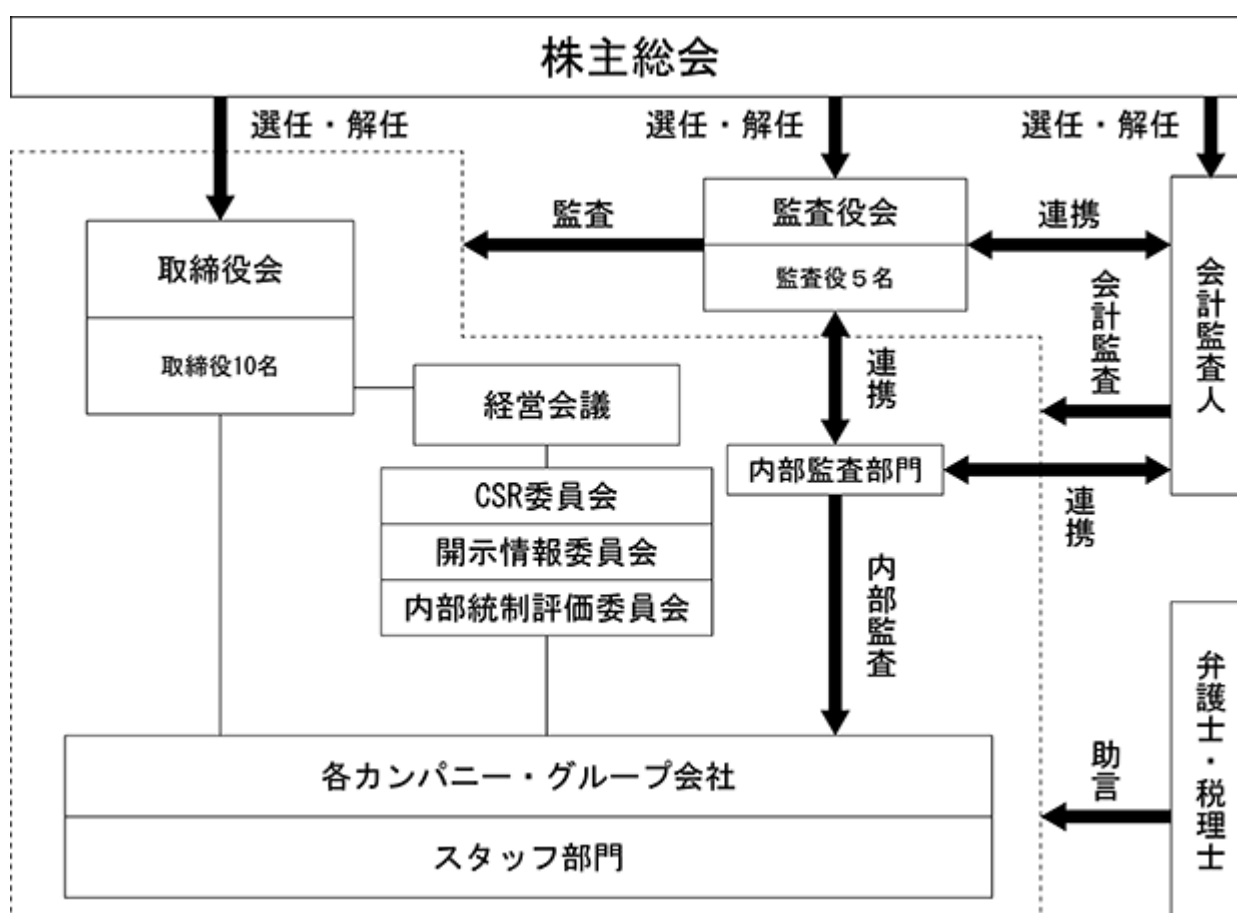 株主総会
選任・解任
選任・解任
選任・解任
監査
監査役会
監査役5名
連携
会計監査人
取締役会
取締役10名
会計監査
経営会議
連携
内部監査部門
連携
CSR委員会
開示情報委員会
内部統制評価委員会
内部監査
弁護士・税理士
助言
各カンパニー・グループ会社
スタッフ部門